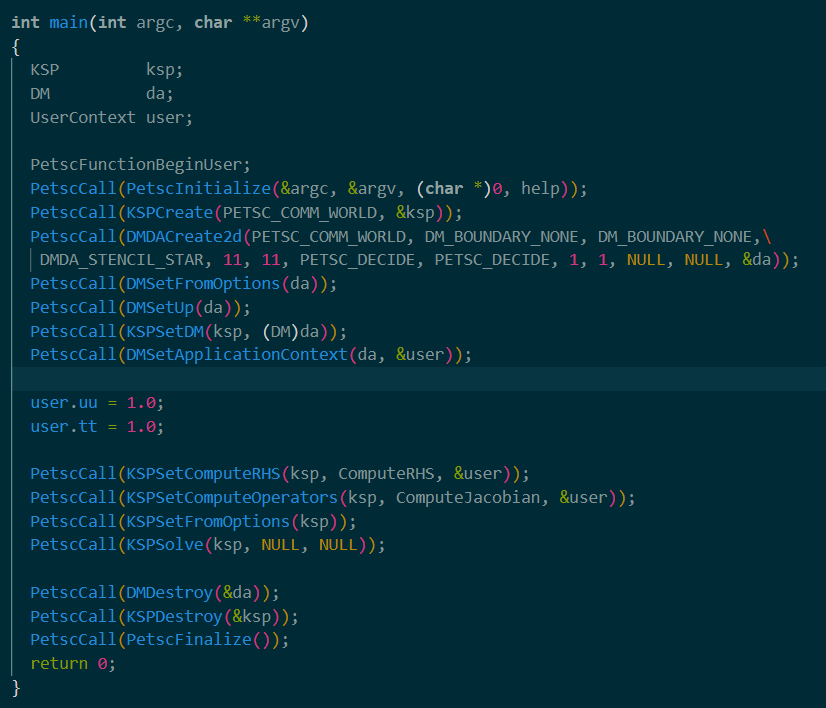 int main(int argc, char **argv)
{
  KSP         ksp;
  DM          da;
  UserContext user;

  PetscFunctionBeginUser;
  PetscCall(PetscInitialize(&argc, &argv, (char *)0, help));
  PetscCall(KSPCreate(PETSC_COMM_WORLD, &ksp));
  PetscCall(DMDACreate2d(PETSC_COMM_WORLD, DM_BOUNDARY_NONE, DM_BOUNDARY_NONE,\
   DMDA_STENCIL_STAR, 11, 11, PETSC_DECIDE, PETSC_DECIDE, 1, 1, NULL, NULL, &da));
  PetscCall(DMSetFromOptions(da));
  PetscCall(DMSetUp(da));
  PetscCall(KSPSetDM(ksp, (DM)da));
  PetscCall(DMSetApplicationContext(da, &user));

  user.uu = 1.0;
  user.tt = 1.0;

  PetscCall(KSPSetComputeRHS(ksp, ComputeRHS, &user));
  PetscCall(KSPSetComputeOperators(ksp, ComputeJacobian, &user));
  PetscCall(KSPSetFromOptions(ksp));
  PetscCall(KSPSolve(ksp, NULL, NULL));

  PetscCall(DMDestroy(&da));
  PetscCall(KSPDestroy(&ksp));
  PetscCall(PetscFinalize());
  return 0;
}